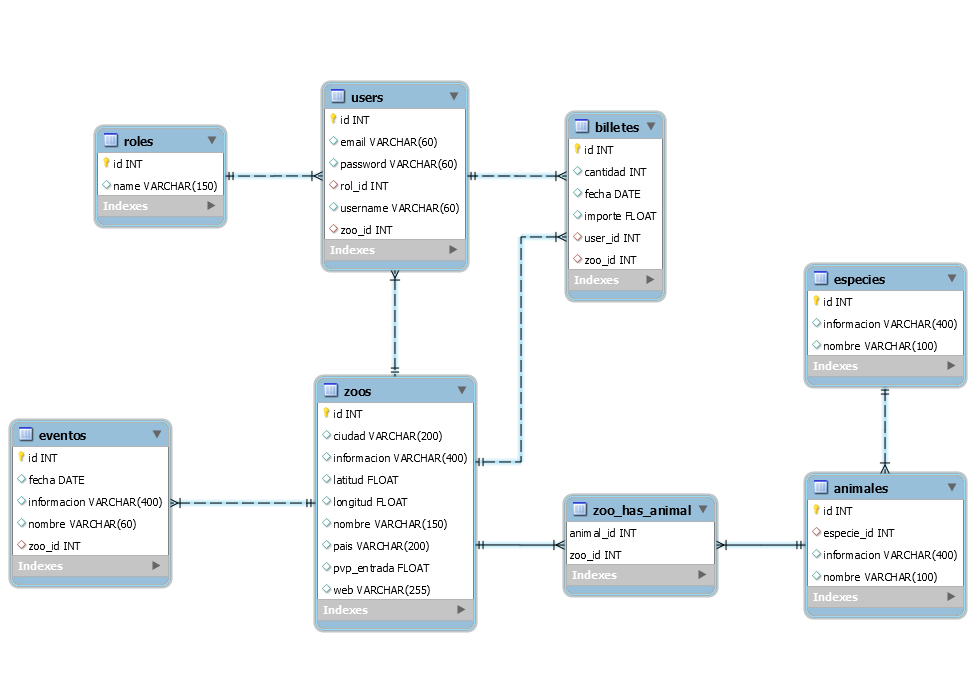 users
id INT
email VARCHAR(60)
password VARCHAR(60)
rol_id INT
username VARCHAR(60)
zoo_id INT
Indexes
billetes
id INT
cantidad INT
fecha DATE
importe FLOAT
user_id INT
zoo_id INT
Indexes
roles
id INT
name VARCHAR(150)
Indexes
especies
id INT
informacion VARCHAR(400)
nombre VARCHAR(100)
Indexes
zoos
id INT
ciudad VARCHAR(200)
informacion VARCHAR(400)
latitud FLOAT
longitud FLOAT
nombre VARCHAR(150)
pais VARCHAR(200)
pvp_entrada FLOAT
web VARCHAR(255)
Indexes
eventos
id INT
fecha DATE
informacion VARCHAR(400)
nombre VARCHAR(60)
zoo_id INT
Indexes
zoo_has_animal
animal_id INT
zoo_id INT
Indexes
animales
id INT
especie_id INT
informacion VARCHAR(400)
nombre VARCHAR(100)
Indexes